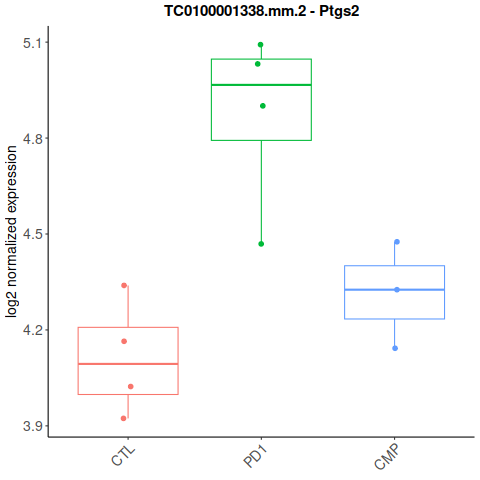 TC0100001338.mm.2 - Ptgs2
log2 normalized expression
5.1
4.8
4.5
4.2
3.9
CTL
PD1
CMP